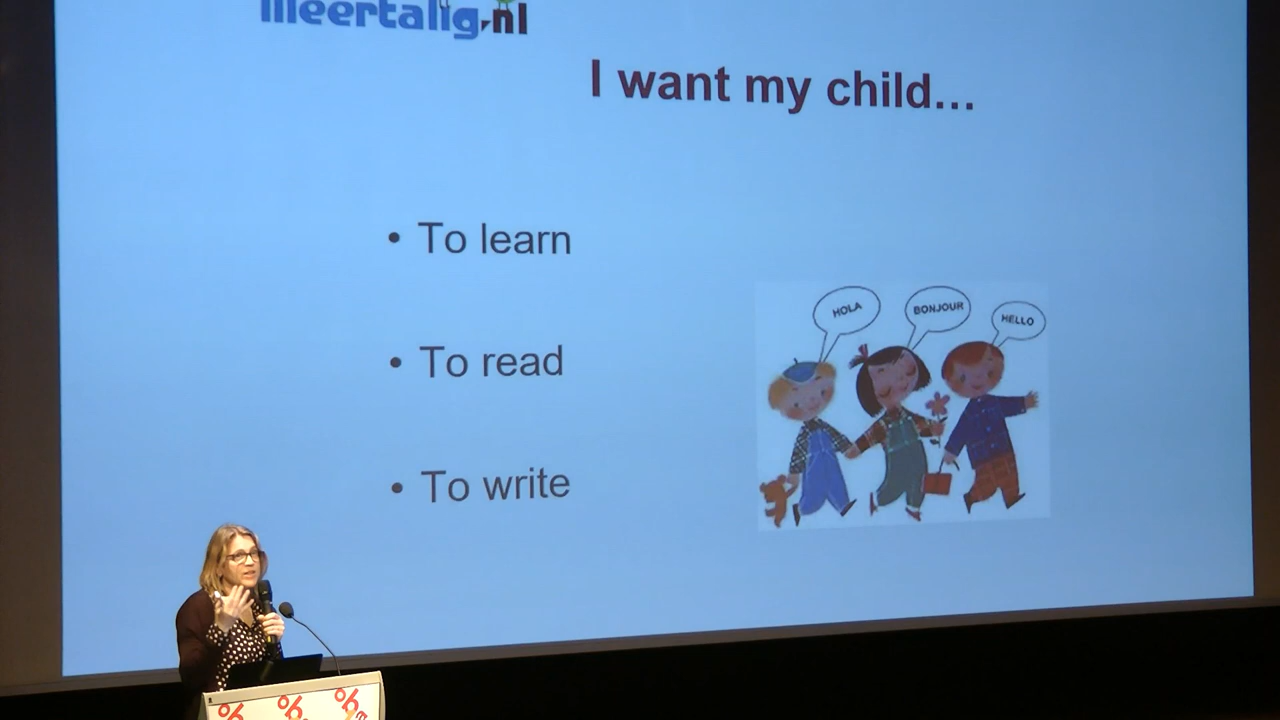 meertalig.nl
I want my child...
• To learn
• To read
• To write
HOLA
BONJOUR
HELLO